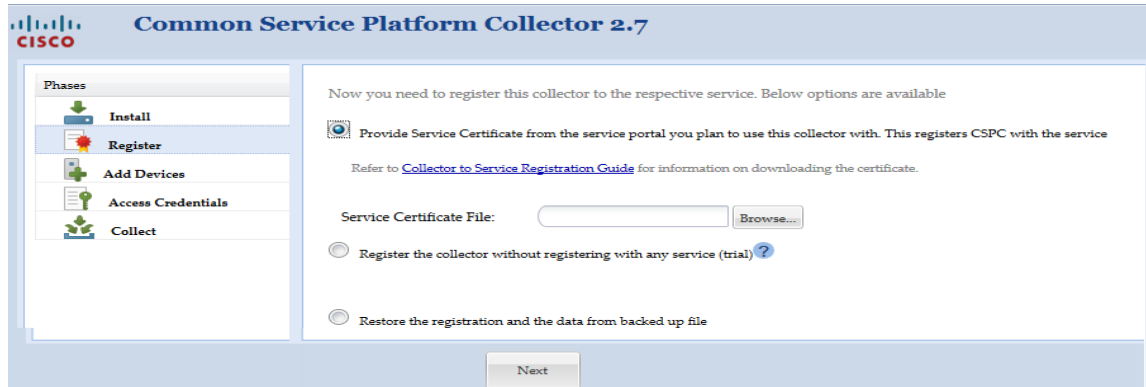 CISCO
Common Service Platform Collector 2.7
Phases
Install
Register
Add Devices
Access Credentials
Collect
Now you need to register this collector to the respective service. Below options are available
Provide Service Certificate from the service portal you plan to use this collector with. This registers CSPC with the service
Refer to Collector to Service Registration Guide for information on downloading the certificate.
Service Certificate File:
Browse...
Register the collector without registering with any service (trial) ?
Restore the registration and the data from backed up file
Next